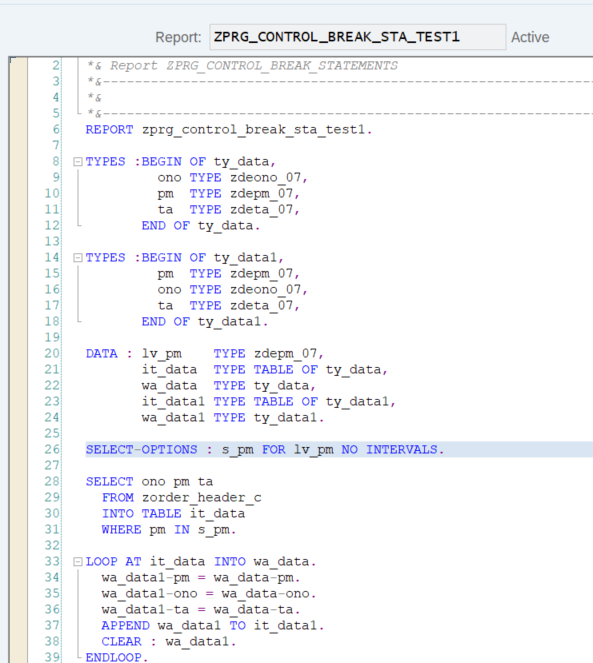 Report: ZPRG_CONTROL_BREAK_STA_TEST1 Active
2 *& Report ZPRG_CONTROL_BREAK_STATEMENTS
3 *&---------------------------------------------------------------------
4 *&
5 *&---------------------------------------------------------------------
6 REPORT zprg_control_break_sta_test1.
7
8 TYPES :BEGIN OF ty_data,
9 ono TYPE zdeono_07,
10 pm TYPE zdepm_07,
11 ta TYPE zdeta_07,
12 END OF ty_data.
13
14 TYPES :BEGIN OF ty_data1,
15 pm TYPE zdepm_07,
16 ono TYPE zdeono_07,
17 ta TYPE zdeta_07,
18 END OF ty_data1.
19
20 DATA : lv_pm TYPE zdepm_07,
21 it_data TYPE TABLE OF ty_data,
22 wa_data TYPE ty_data,
23 it_data1 TYPE TABLE OF ty_data1,
24 wa_data1 TYPE ty_data1.
25
26 SELECT-OPTIONS : s_pm FOR lv_pm NO INTERVALS.
27
28 SELECT ono pm ta
29 FROM zorder_header_c
30 INTO TABLE it_data
31 WHERE pm IN s_pm.
32
33 LOOP AT it_data INTO wa_data.
34 wa_data1-pm = wa_data-pm.
35 wa_data1-ono = wa_data-ono.
36 wa_data1-ta = wa_data-ta.
37 APPEND wa_data1 TO it_data1.
38 CLEAR : wa_data1.
39 ENDLOOP.